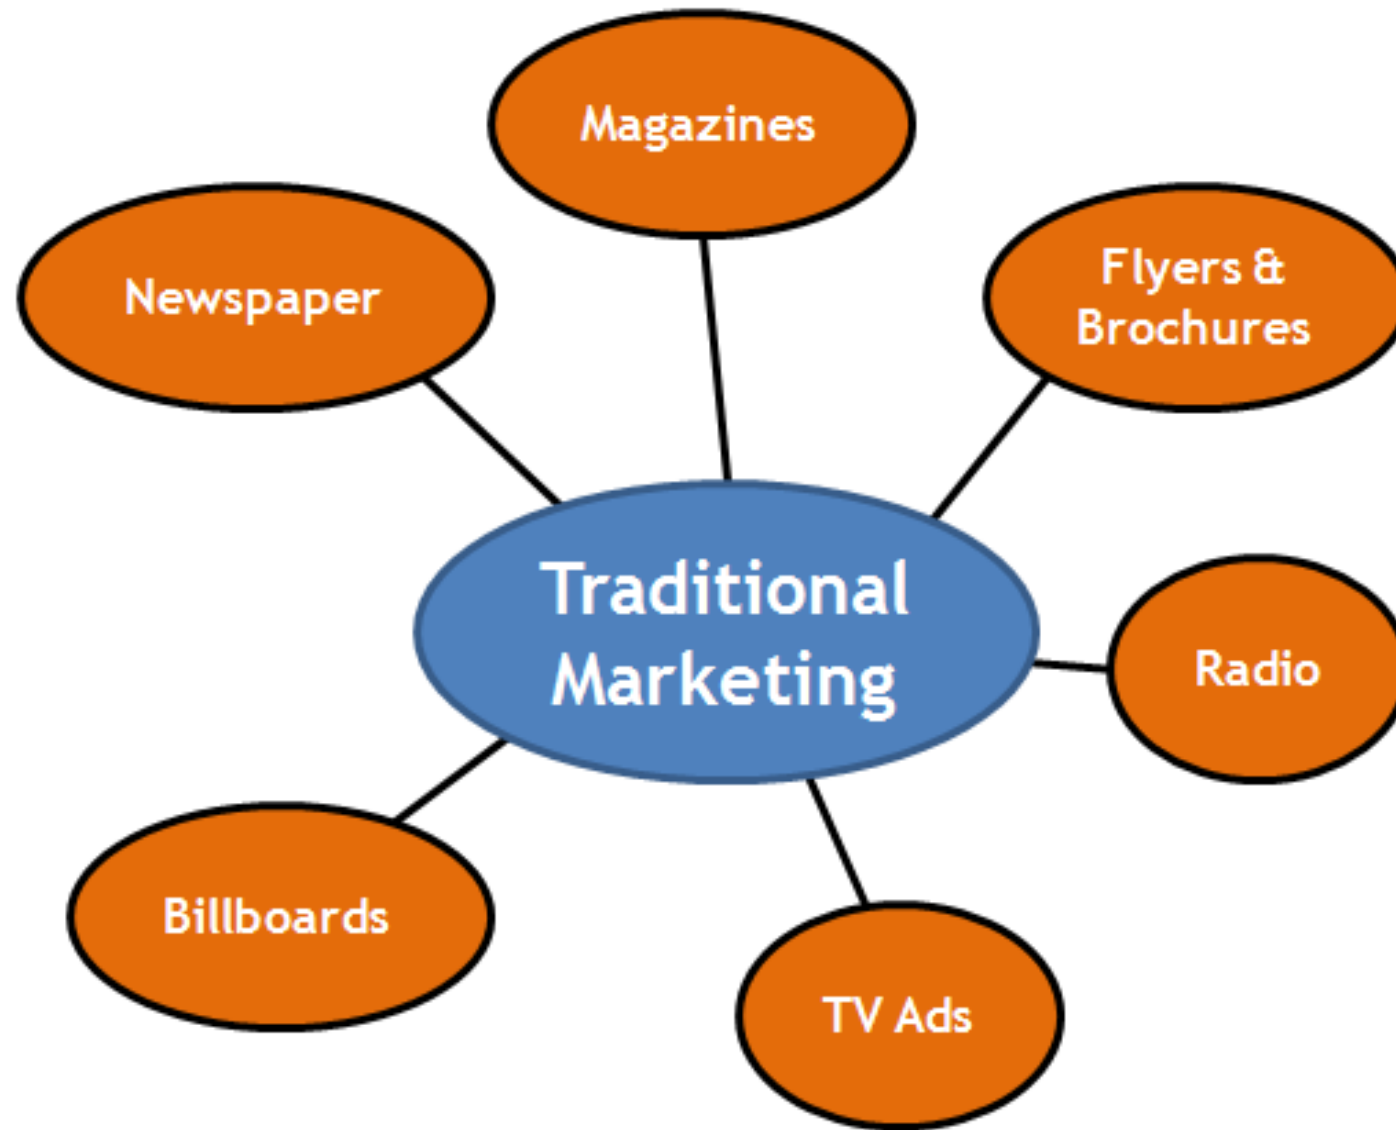 Magazines
Newspaper
Flyers &
Brochures
Traditional
Marketing
Radio
Billboards
TV Ads